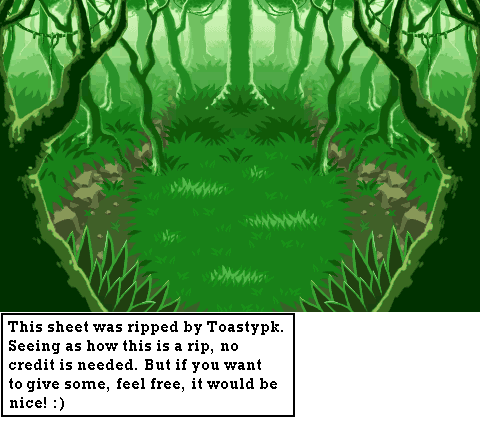 This sheet was ripped by Toastypk.
Seeing as how this is a rip, no
credit is needed. But if you want
to give some, feel free, it would be
nice! :)